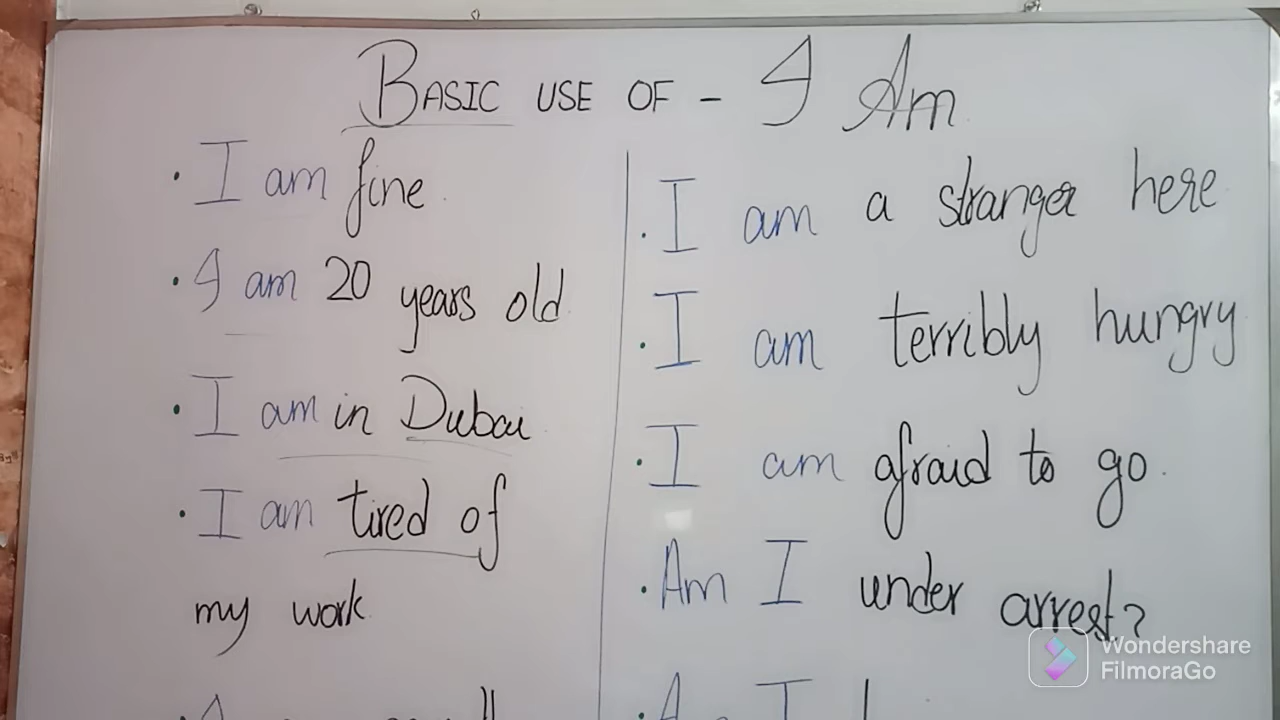 BASIC USE OF - I Am
• I am fine.
• I am 20 years old
• I am in Dubai
• I am tired of
my work
• I am a stranger here
• I am terribly hungry
• I am afraid to go.
• Am I under arrest?
Wondershare
FilmoraGo